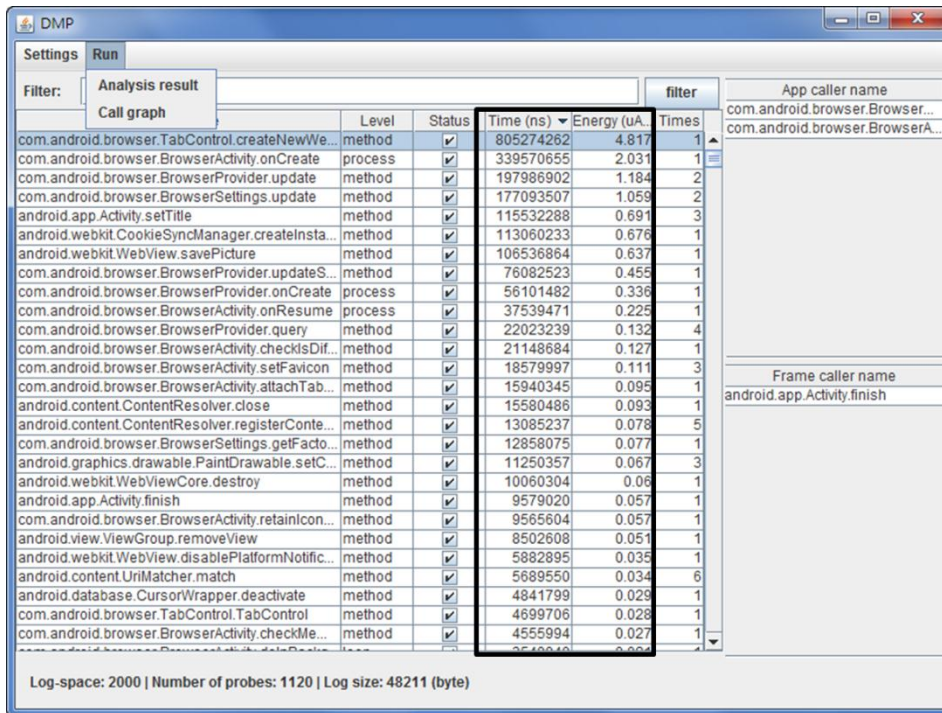 DMP
Settings Run
Analysis result
Call graph
Filter: filter
Level Status Time (ns) Energy (uA... Times
com.android.browser.TabControl.createNewWe... method 805274262 4.817 1
com.android.browser.BrowserActivity.onCreate process 339570655 2.031 1
com.android.browser.BrowserProvider.update method 197986902 1.184 2
com.android.browser.BrowserSettings.update method 177093507 1.059 2
android.app.Activity.setTitle method 115532288 0.691 3
android.webkit.CookieSyncManager.createInsta... method 113060233 0.676 1
android.webkit.WebView.savePicture method 106536864 0.637 1
com.android.browser.BrowserProvider.updateS... method 76082523 0.455 1
com.android.browser.BrowserProvider.onCreate process 56101482 0.336 1
com.android.browser.BrowserActivity.onResume process 37539471 0.225 1
com.android.browser.BrowserProvider.query method 22023239 0.132 4
com.android.browser.BrowserActivity.checkIsDif... method 21148684 0.127 1
com.android.browser.BrowserActivity.setFavicon method 18579997 0.111 3
com.android.browser.BrowserActivity.attachTab... method 15940345 0.095 1
android.content.ContentResolver.close method 15580486 0.093 1
android.content.ContentResolver.registerConte... method 13085237 0.078 5
com.android.browser.BrowserSettings.getFacto... method 12858075 0.077 1
android.graphics.drawable.PaintDrawable.setC... method 11250357 0.067 3
android.webkit.WebViewCore.destroy method 10060304 0.06 1
android.app.Activity.finish method 9579020 0.057 1
com.android.browser.BrowserActivity.retainIcon... method 9565604 0.057 1
android.view.ViewGroup.removeView method 8502608 0.051 1
android.webkit.WebView.disablePlatformNotific... method 5882895 0.035 1
android.content.UriMatcher.match method 5689550 0.034 6
android.database.CursorWrapper.deactivate method 4841799 0.029 1
com.android.browser.TabControl.TabControl method 4699706 0.028 1
com.android.browser.BrowserActivity.checkMe... method 4555994 0.027 1
App caller name
com.android.browser.Browser...
com.android.browser.BrowserA...
Frame caller name
android.app.Activity.finish
Log-space: 2000 | Number of probes: 1120 | Log size: 48211 (byte)